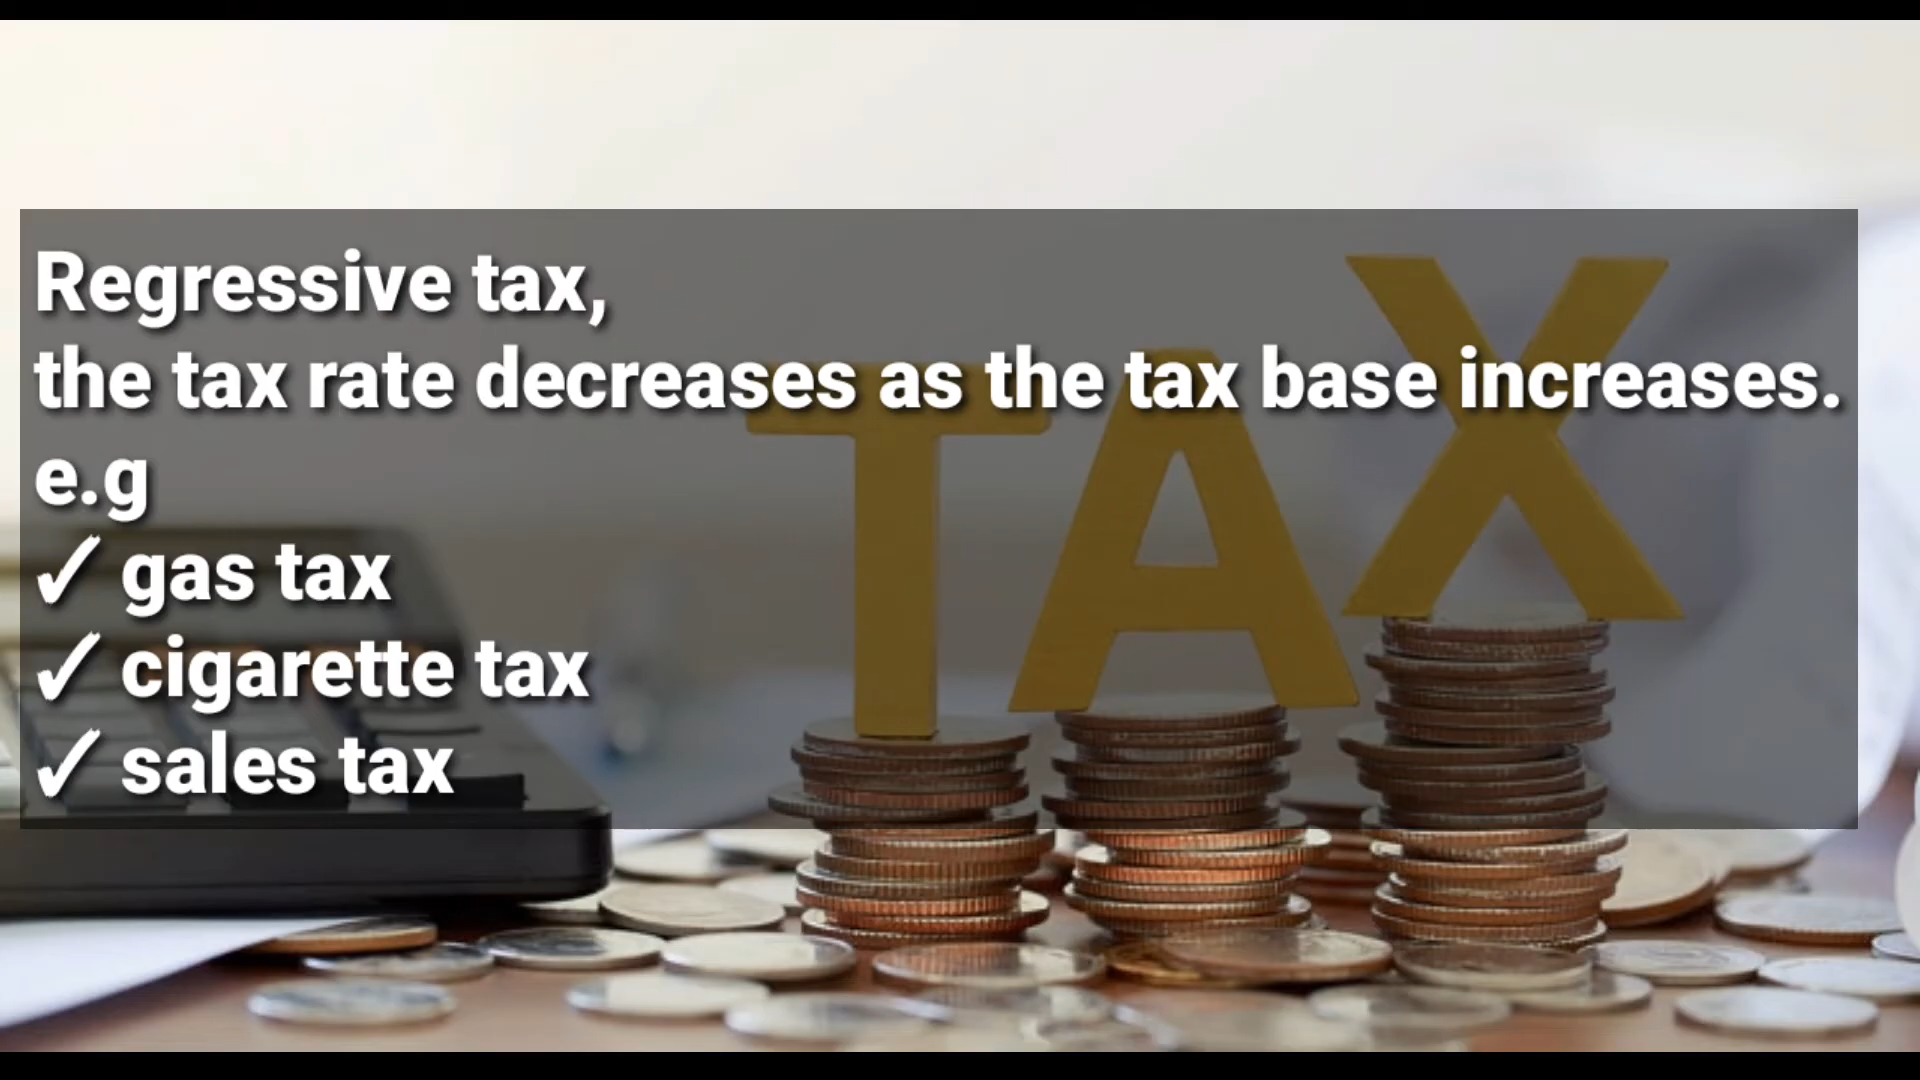 Regressive tax,
the tax rate decreases as the tax base increases.
e.g
✓ gas tax
✓ cigarette tax
✓ sales tax
TAX